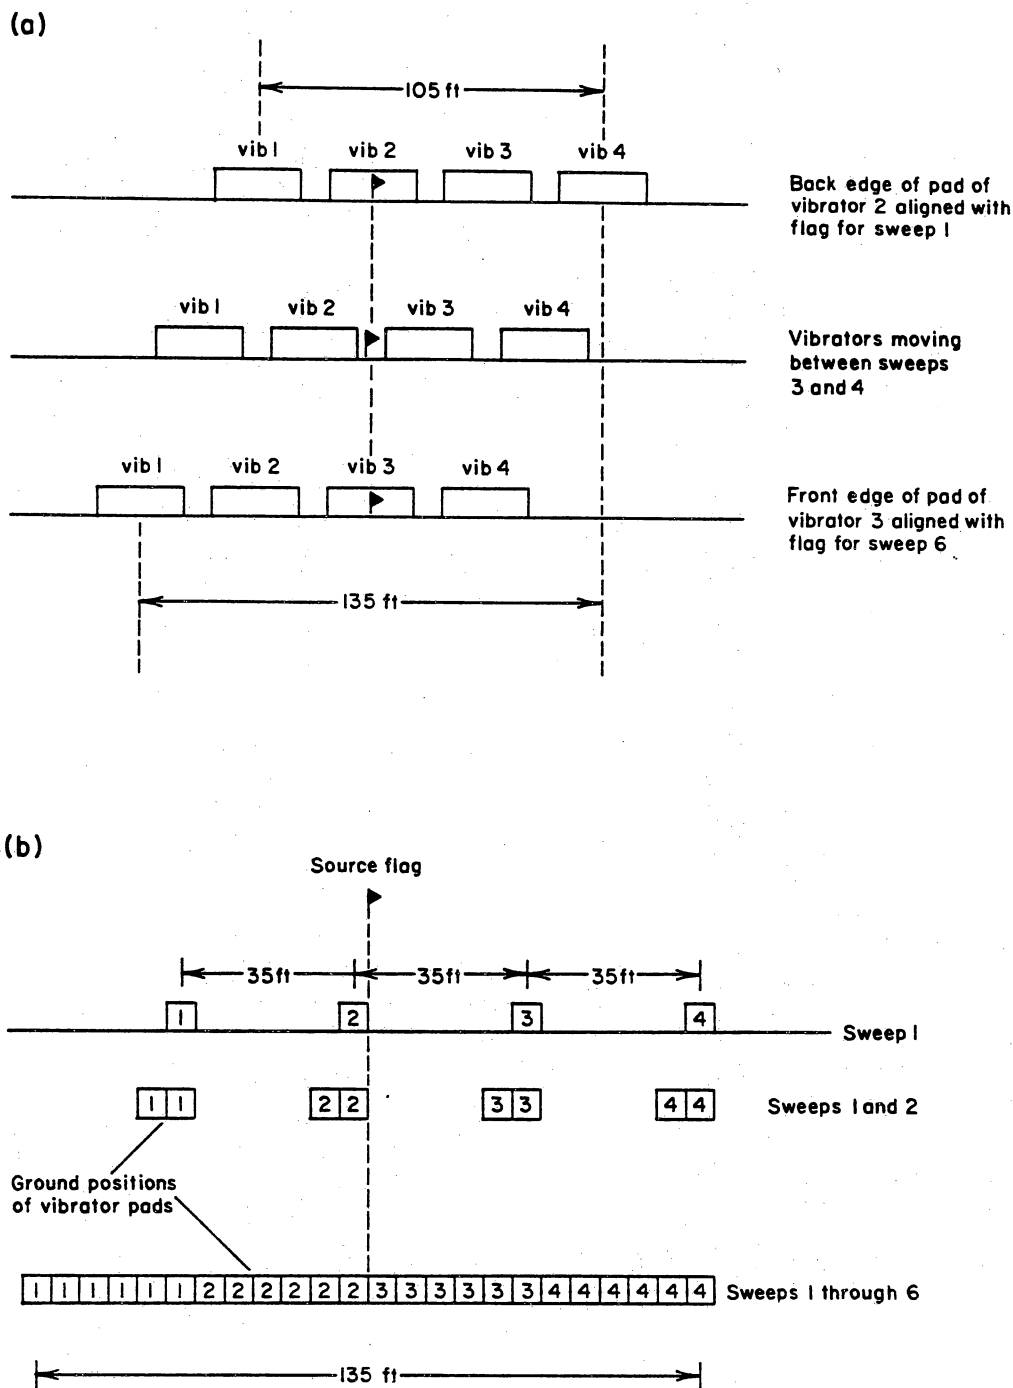 (a)
105 ft
vib 1 vib 2 vib 3 vib 4
Back edge of pad of
vibrator 2 aligned with
flag for sweep 1
vib 1 vib 2 vib 3 vib 4
Vibrators moving
between sweeps
3 and 4
vib 1 vib 2 vib 3 vib 4
Front edge of pad of
vibrator 3 aligned with
flag for sweep 6
135 ft
(b)
Source flag
35ft 35ft 35ft
1 2 3 4
Sweep 1
1 1 2 2 3 3 4 4
Sweeps 1 and 2
Ground positions
of vibrator pads
1 1 1 1 1 1 2 2 2 2 2 2 3 3 3 3 3 3 4 4 4 4 4 4
Sweeps 1 through 6
135 ft